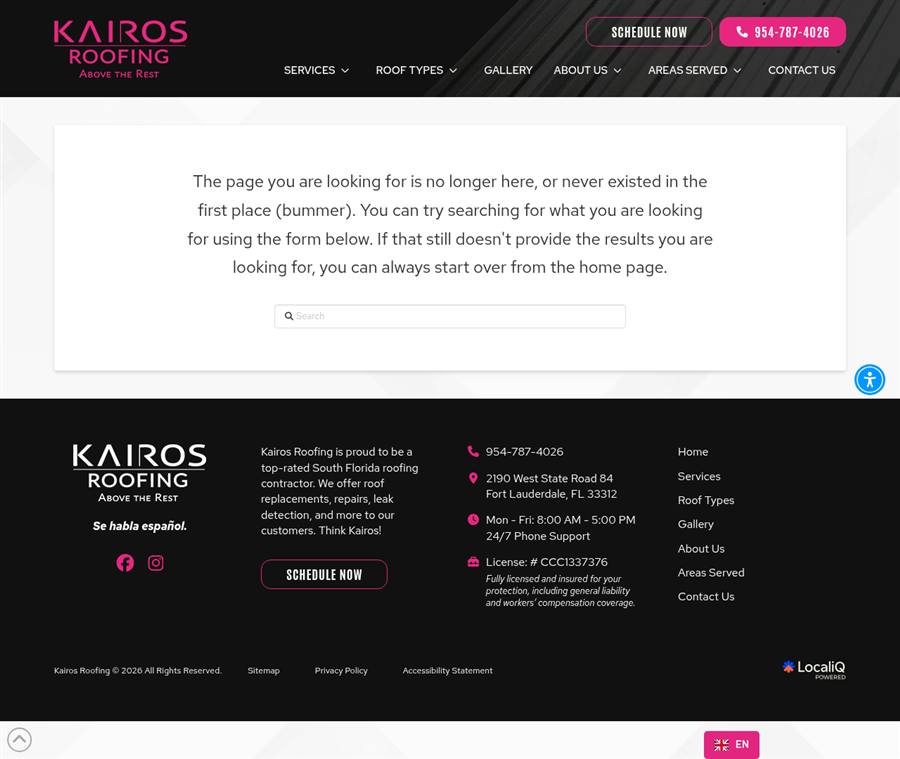 KAIROS
ROOFING
ABOVE THE REST
SCHEDULE NOW
954-787-4026
SERVICES
ROOF TYPES
GALLERY
ABOUT US
AREAS SERVED
CONTACT US
The page you are looking for is no longer here, or never existed in the
first place (bummer). You can try searching for what you are looking
for using the form below. If that still doesn't provide the results you are
looking for, you can always start over from the home page.
Search
KAIROS
ROOFING
ABOVE THE REST
Se habla español.
Kairos Roofing is proud to be a
top-rated South Florida roofing
contractor. We offer roof
replacements, repairs, leak
detection, and more to our
customers. Think Kairos!
SCHEDULE NOW
954-787-4026
2190 West State Road 84
Fort Lauderdale, FL 33312
Mon - Fri: 8:00 AM - 5:00 PM
24/7 Phone Support
License: # CCC1337376
Fully licensed and insured for your
protection, including general liability
and workers' compensation coverage.
Home
Services
Roof Types
Gallery
About Us
Areas Served
Contact Us
Kairos Roofing © 2026 All Rights Reserved.
Sitemap
Privacy Policy
Accessibility Statement
LocaliQ
POWERED
EN